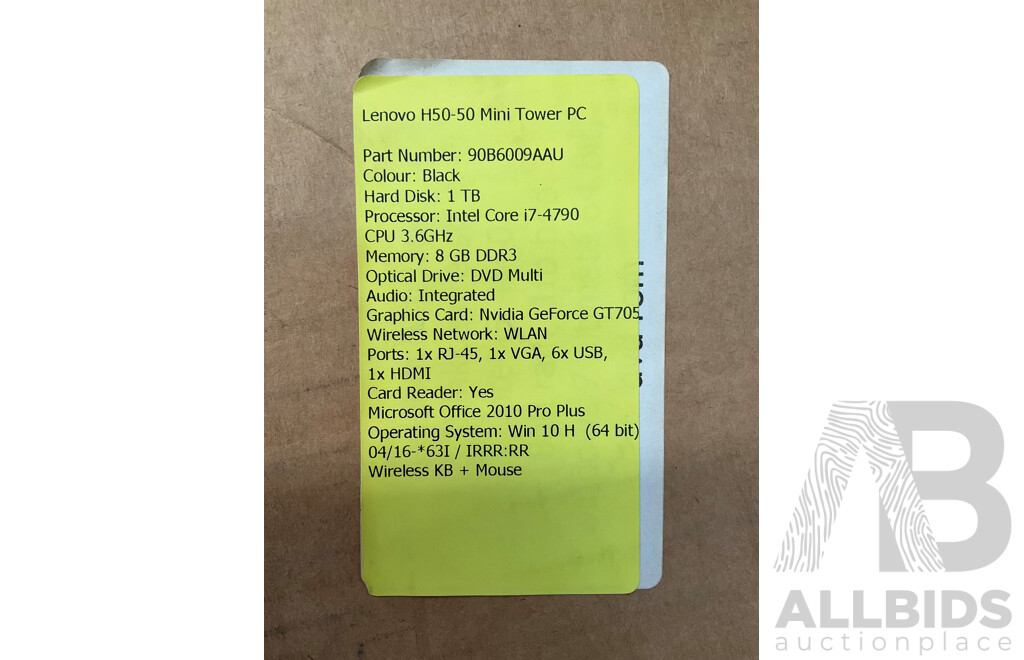 Lenovo H50-50 Mini Tower PC
Part Number: 90B6009AAU
Colour: Black
Hard Disk: 1 TB
Processor: Intel Core i7-4790
CPU 3.6GHz
Memory: 8 GB DDR3
Optical Drive: DVD Multi
Audio: Integrated
Graphics Card: Nvidia GeForce GT705
Wireless Network: WLAN
Ports: 1x RJ-45, 1x VGA, 6x USB,
1x HDMI
Card Reader: Yes
Microsoft Office 2010 Pro Plus
Operating System: Win 10 H (64 bit)
04/16-*63I / IRRR:RR
Wireless KB + Mouse
AB
ALLBIDS
auctionplace